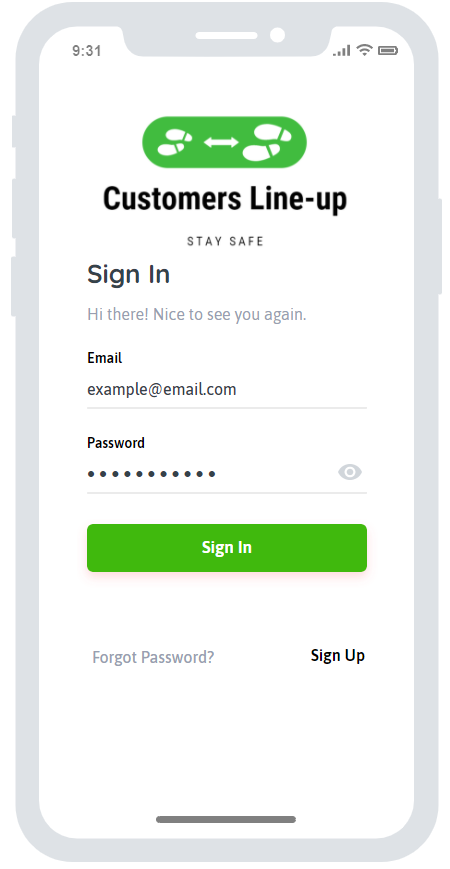 9:31
Customers Line-up
STAY SAFE
Sign In
Hi there! Nice to see you again.
Email
example@email.com
Password
•••••••••••
Sign In
Forgot Password?
Sign Up